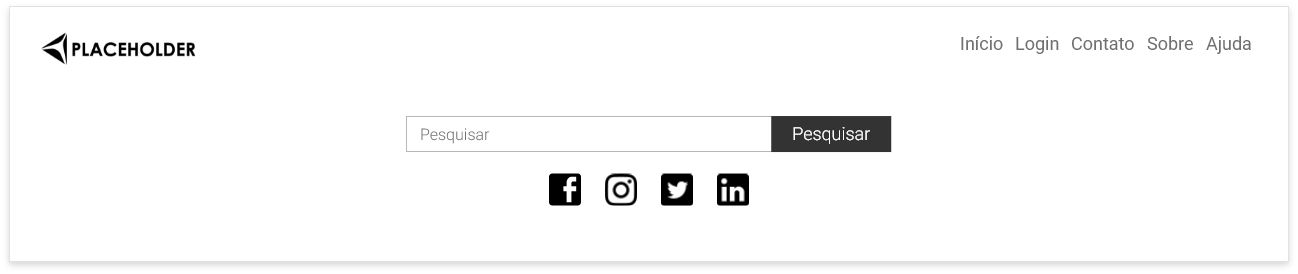 PLACEHOLDER
Início Login Contato Sobre Ajuda
Pesquisar Pesquisar